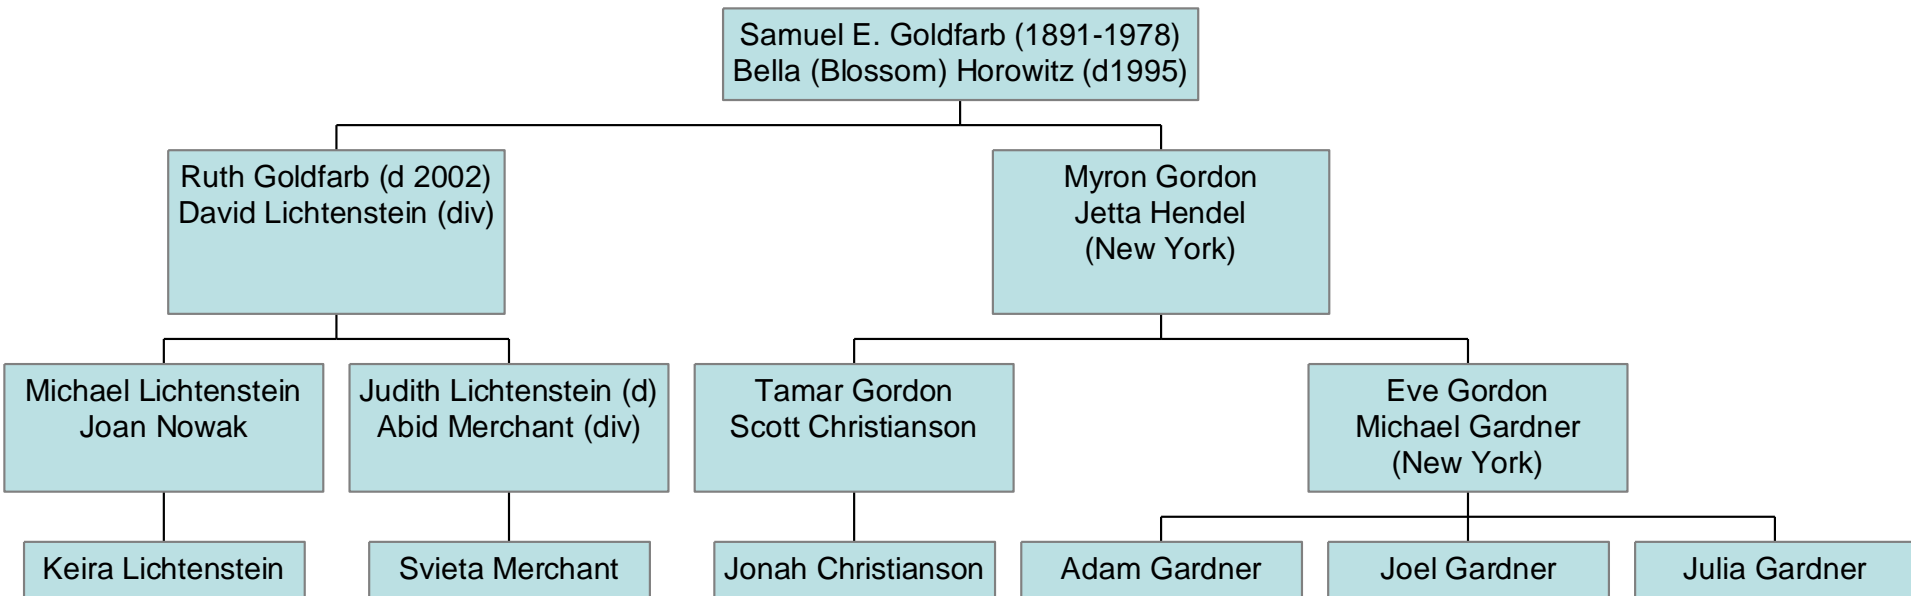 Samuel E. Goldfarb (1891-1978)
Bella (Blossom) Horowitz (d1995)
Ruth Goldfarb (d 2002)
David Lichtenstein (div)
Myron Gordon
Jetta Hendel
(New York)
Michael Lichtenstein
Joan Nowak
Judith Lichtenstein (d)
Abid Merchant (div)
Tamar Gordon
Scott Christianson
Eve Gordon
Michael Gardner
(New York)
Keira Lichtenstein
Svieta Merchant
Jonah Christianson
Adam Gardner
Joel Gardner
Julia Gardner